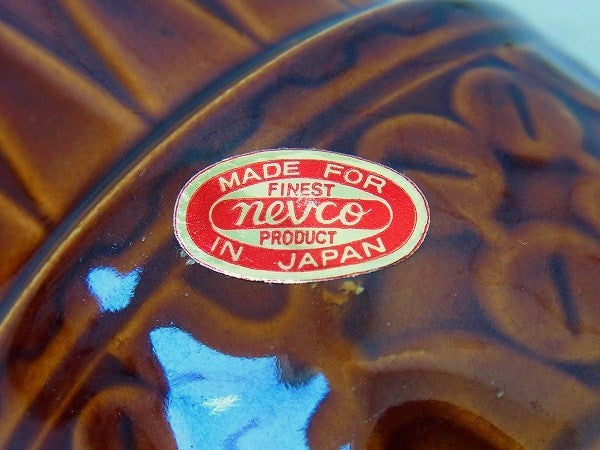 MADE FOR
FINEST
nevco
PRODUCT
IN JAPAN